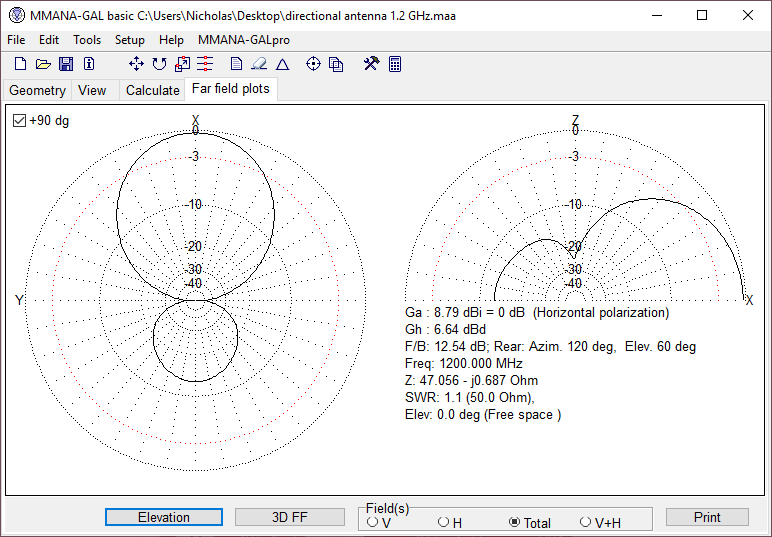 MMANA-GAL basic C:\Users\Nicholas\Desktop\directional antenna 1.2 GHz.maa
File Edit Tools Setup Help MMANA-GALpro
Geometry View Calculate Far field plots
+90 dg
X
0
-3
-10
-20
-30
-40
Y
Z
0
-3
-10
-20
-30
-40
X
Ga : 8.79 dBi = 0 dB (Horizontal polarization)
Gh : 6.64 dBd
F/B: 12.54 dB; Rear: Azim. 120 deg, Elev. 60 deg
Freq: 1200.000 MHz
Z: 47.056 - j0.687 Ohm
SWR: 1.1 (50.0 Ohm),
Elev: 0.0 deg (Free space )
Elevation
3D FF
Field(s)
V H Total V+H
Print